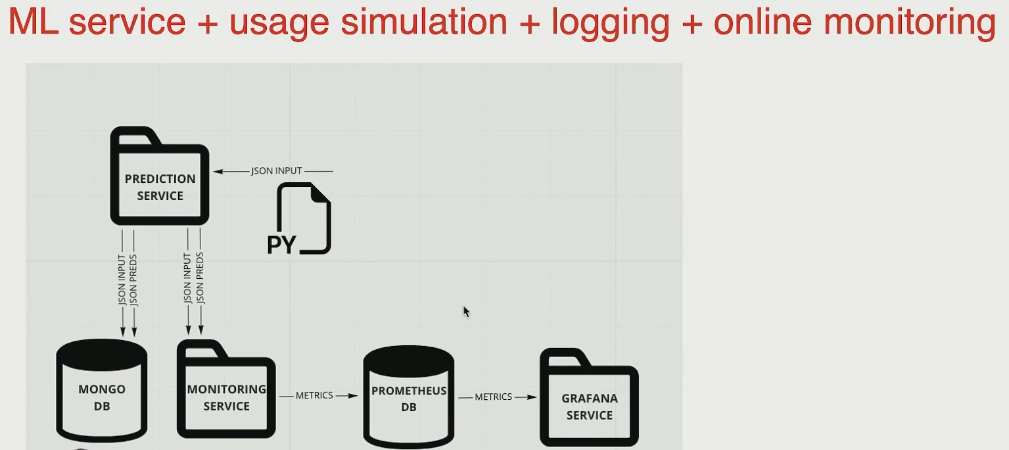 ML service + usage simulation + logging + online monitoring
PREDICTION
SERVICE
JSON INPUT
PY
JSON INPUT
JSON PREDS
JSON INPUT
JSON PREDS
MONGO
DB
MONITORING
SERVICE
METRICS
PROMETHEUS
DB
METRICS
GRAFANA
SERVICE